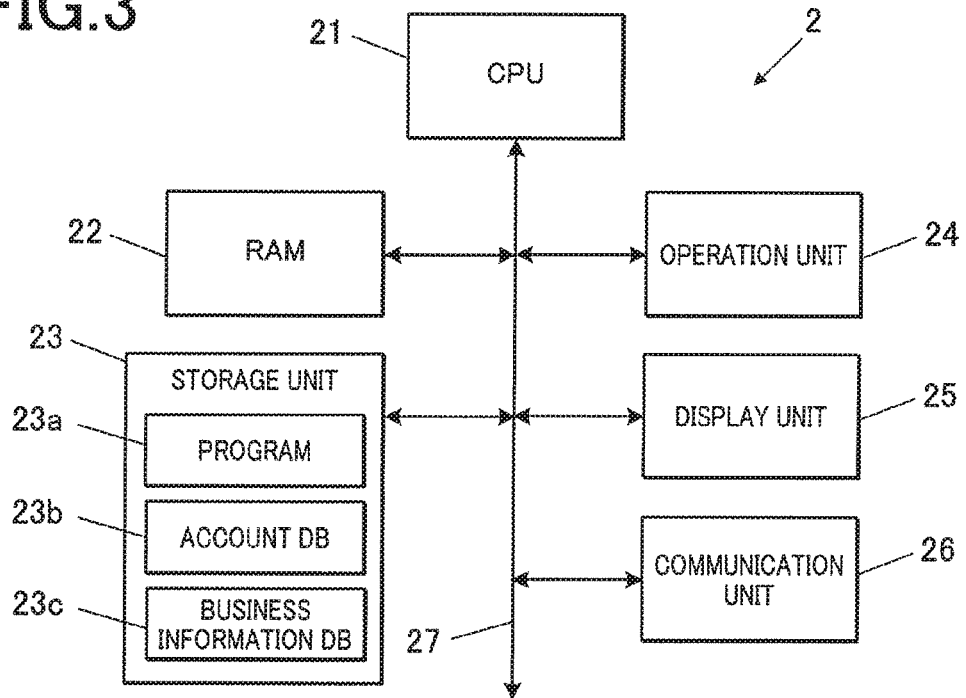 FIG.3
21
CPU
2
22
RAM
24
OPERATION UNIT
23
STORAGE UNIT
23a
PROGRAM
23b
ACCOUNT DB
23c
BUSINESS
INFORMATION DB
25
DISPLAY UNIT
26
COMMUNICATION
UNIT
27